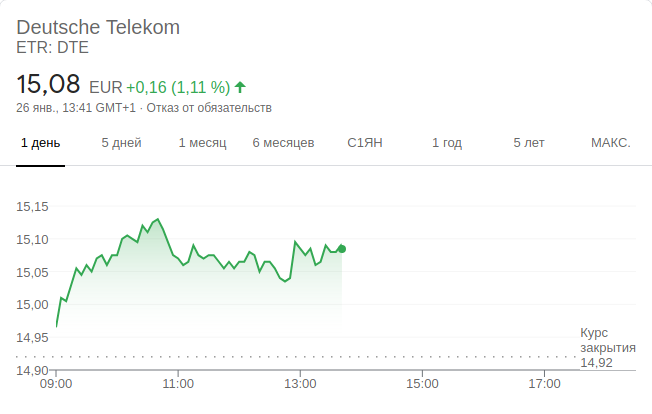 Deutsche Telekom
ETR: DTE
15,08 EUR +0,16 (1,11 %)
26 янв., 13:41 GMT+1 · Отказ от обязательств
1 день 5 дней 1 месяц 6 месяцев С1ЯН 1 год 5 лет МАКС.
15,15
15,10
15,05
15,00
14,95
14,90
Курс
закрытия
14,92
09:00 11:00 13:00 15:00 17:00